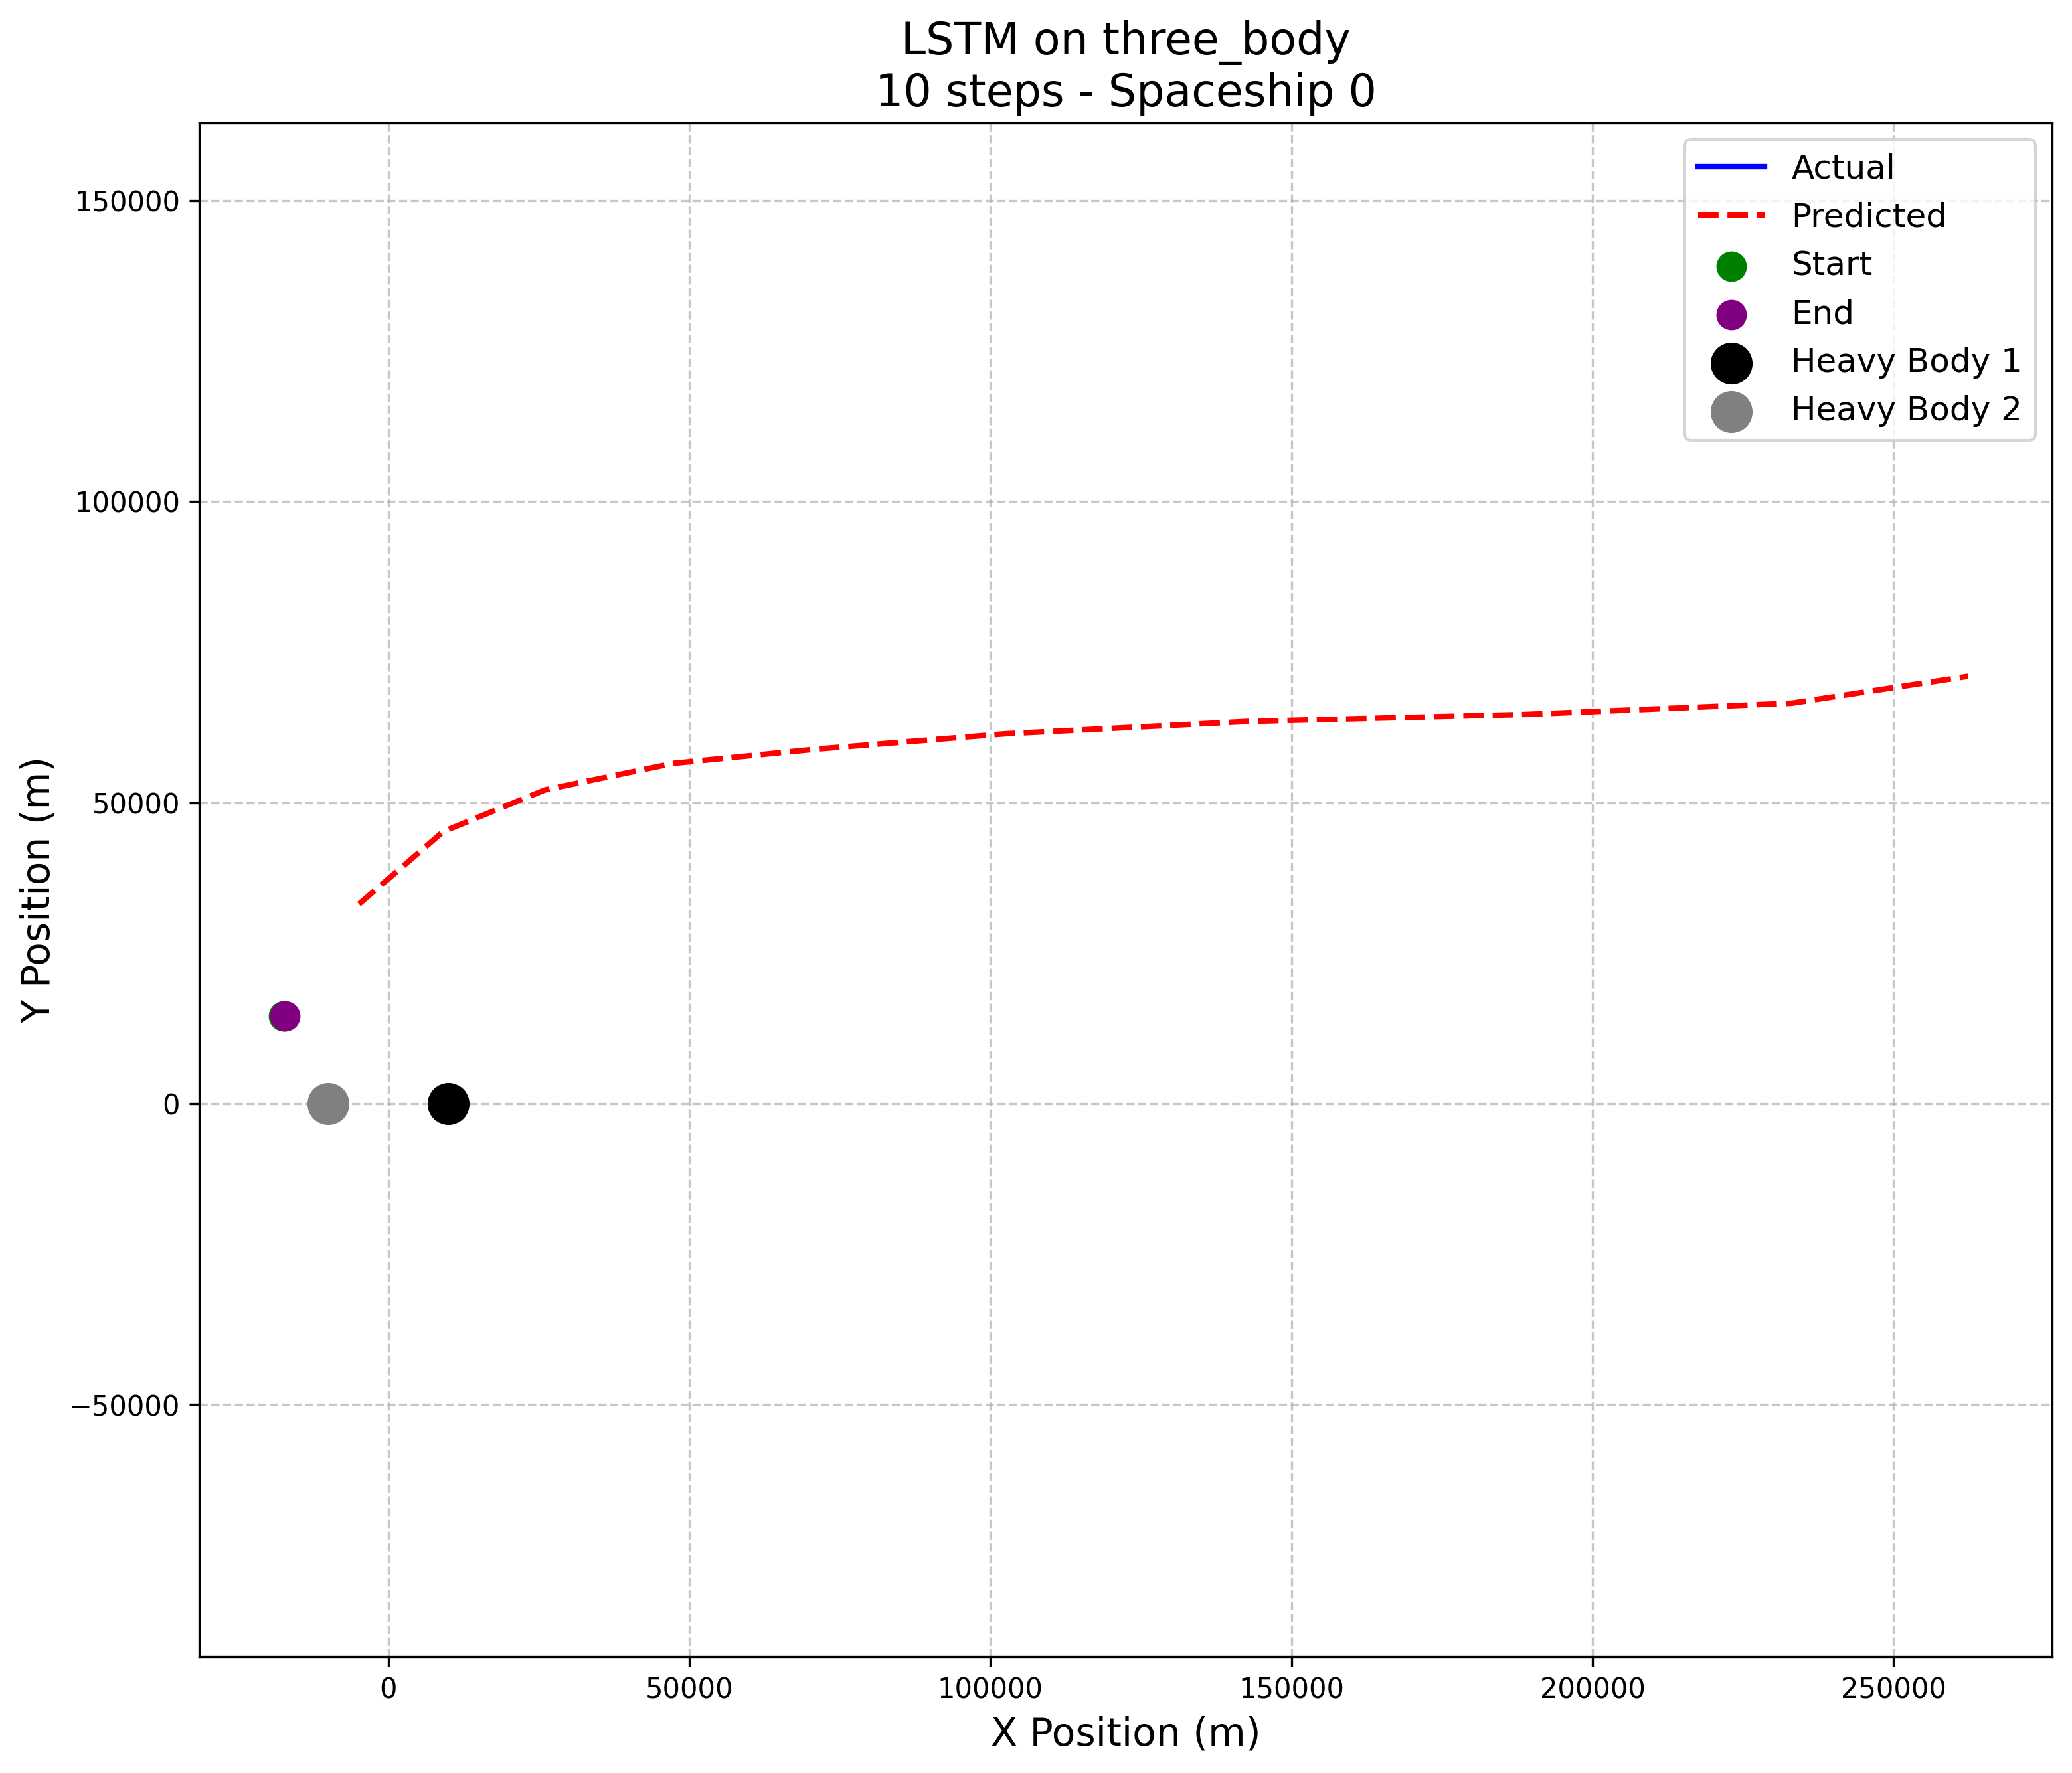 LSTM on three_body
10 steps - Spaceship 0
Actual
Predicted
Start
End
Heavy Body 1
Heavy Body 2
150000
100000
50000
0
−50000
Y Position (m)
0
50000
100000
150000
200000
250000
X Position (m)